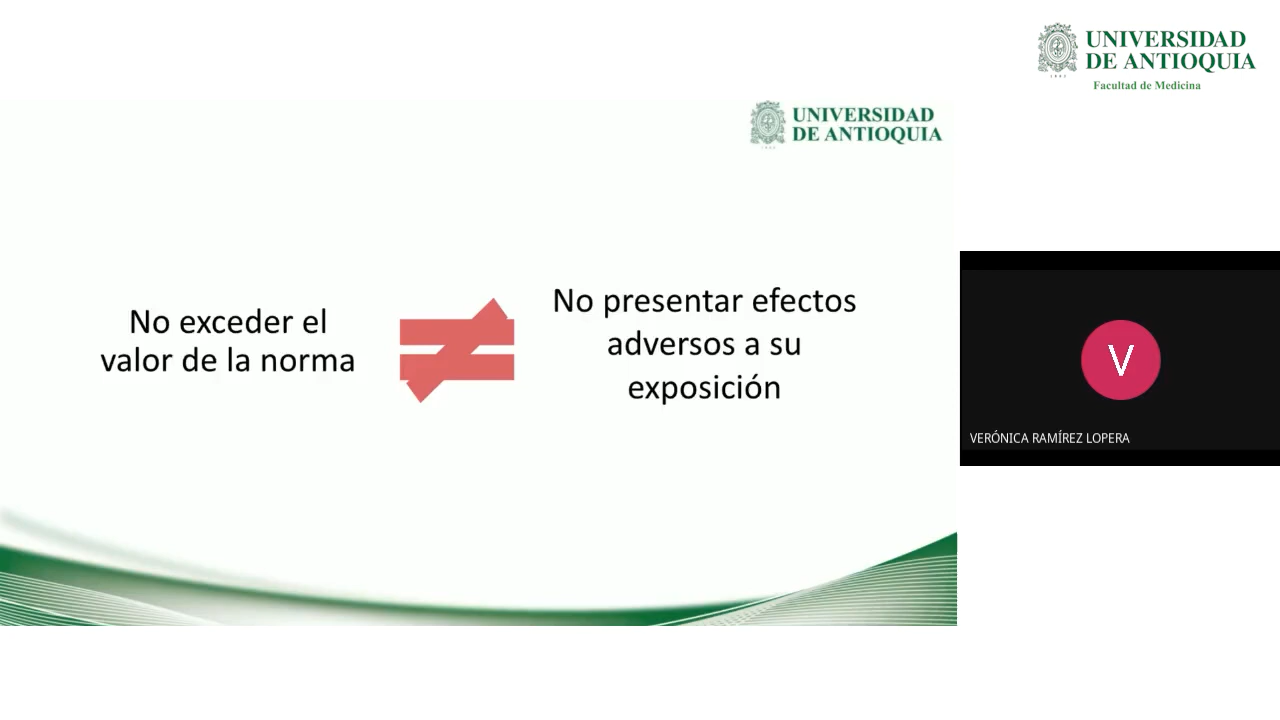 UNIVERSIDAD
DE ANTIOQUIA
1803
Facultad de Medicina
UNIVERSIDAD
DE ANTIOQUIA
No exceder el
valor de la norma
No presentar efectos
adversos a su
exposición
V
VERÓNICA RAMÍREZ LOPERA